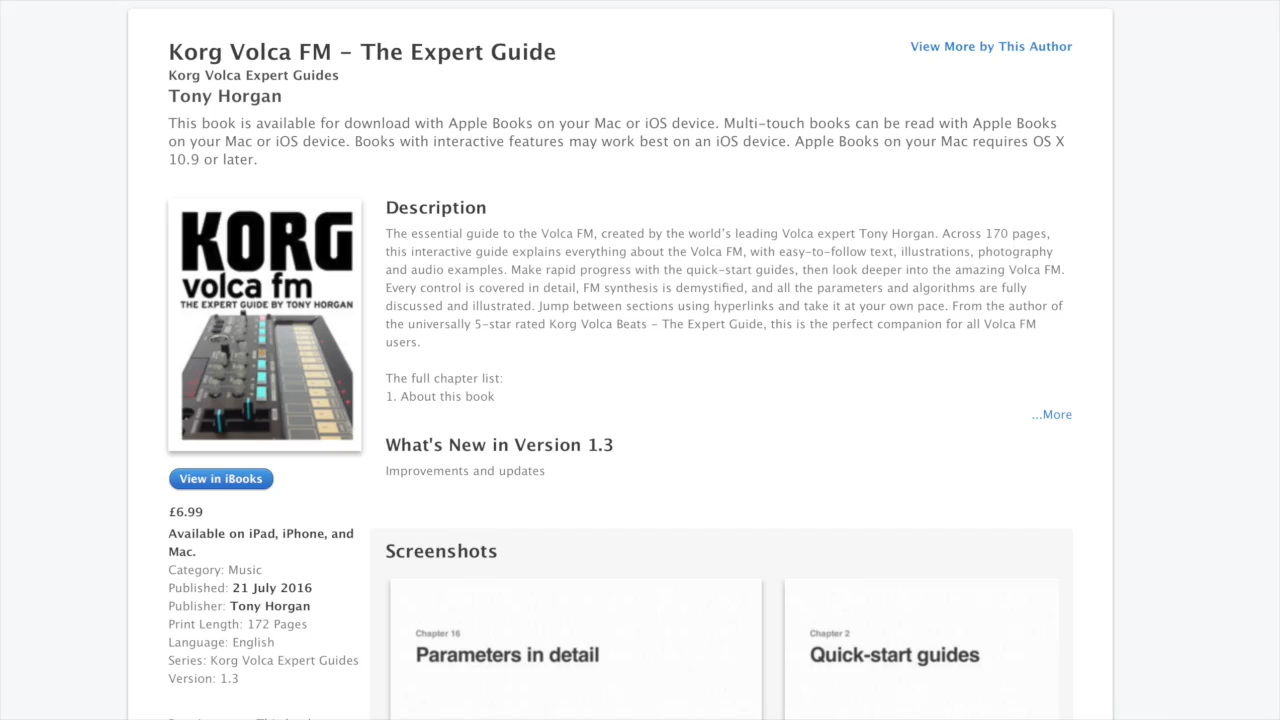 Korg Volca FM – The Expert Guide
View More by This Author
Korg Volca Expert Guides
Tony Horgan
This book is available for download with Apple Books on your Mac or iOS device. Multi-touch books can be read with Apple Books
on your Mac or iOS device. Books with interactive features may work best on an iOS device. Apple Books on your Mac requires OS X
10.9 or later.
KORG
volca fm
THE EXPERT GUIDE BY TONY HORGAN
View in iBooks
£6.99
Available on iPad, iPhone, and
Mac.
Category: Music
Published: 21 July 2016
Publisher: Tony Horgan
Print Length: 172 Pages
Language: English
Series: Korg Volca Expert Guides
Version: 1.3
Description
The essential guide to the Volca FM, created by the world's leading Volca expert Tony Horgan. Across 170 pages,
this interactive guide explains everything about the Volca FM, with easy-to-follow text, illustrations, photography
and audio examples. Make rapid progress with the quick-start guides, then look deeper into the amazing Volca FM.
Every control is covered in detail, FM synthesis is demystified, and all the parameters and algorithms are fully
discussed and illustrated. Jump between sections using hyperlinks and take it at your own pace. From the author of
the universally 5-star rated Korg Volca Beats – The Expert Guide, this is the perfect companion for all Volca FM
users.
The full chapter list:
1. About this book
...More
What's New in Version 1.3
Improvements and updates
Screenshots
Chapter 16
Parameters in detail
Chapter 2
Quick-start guides